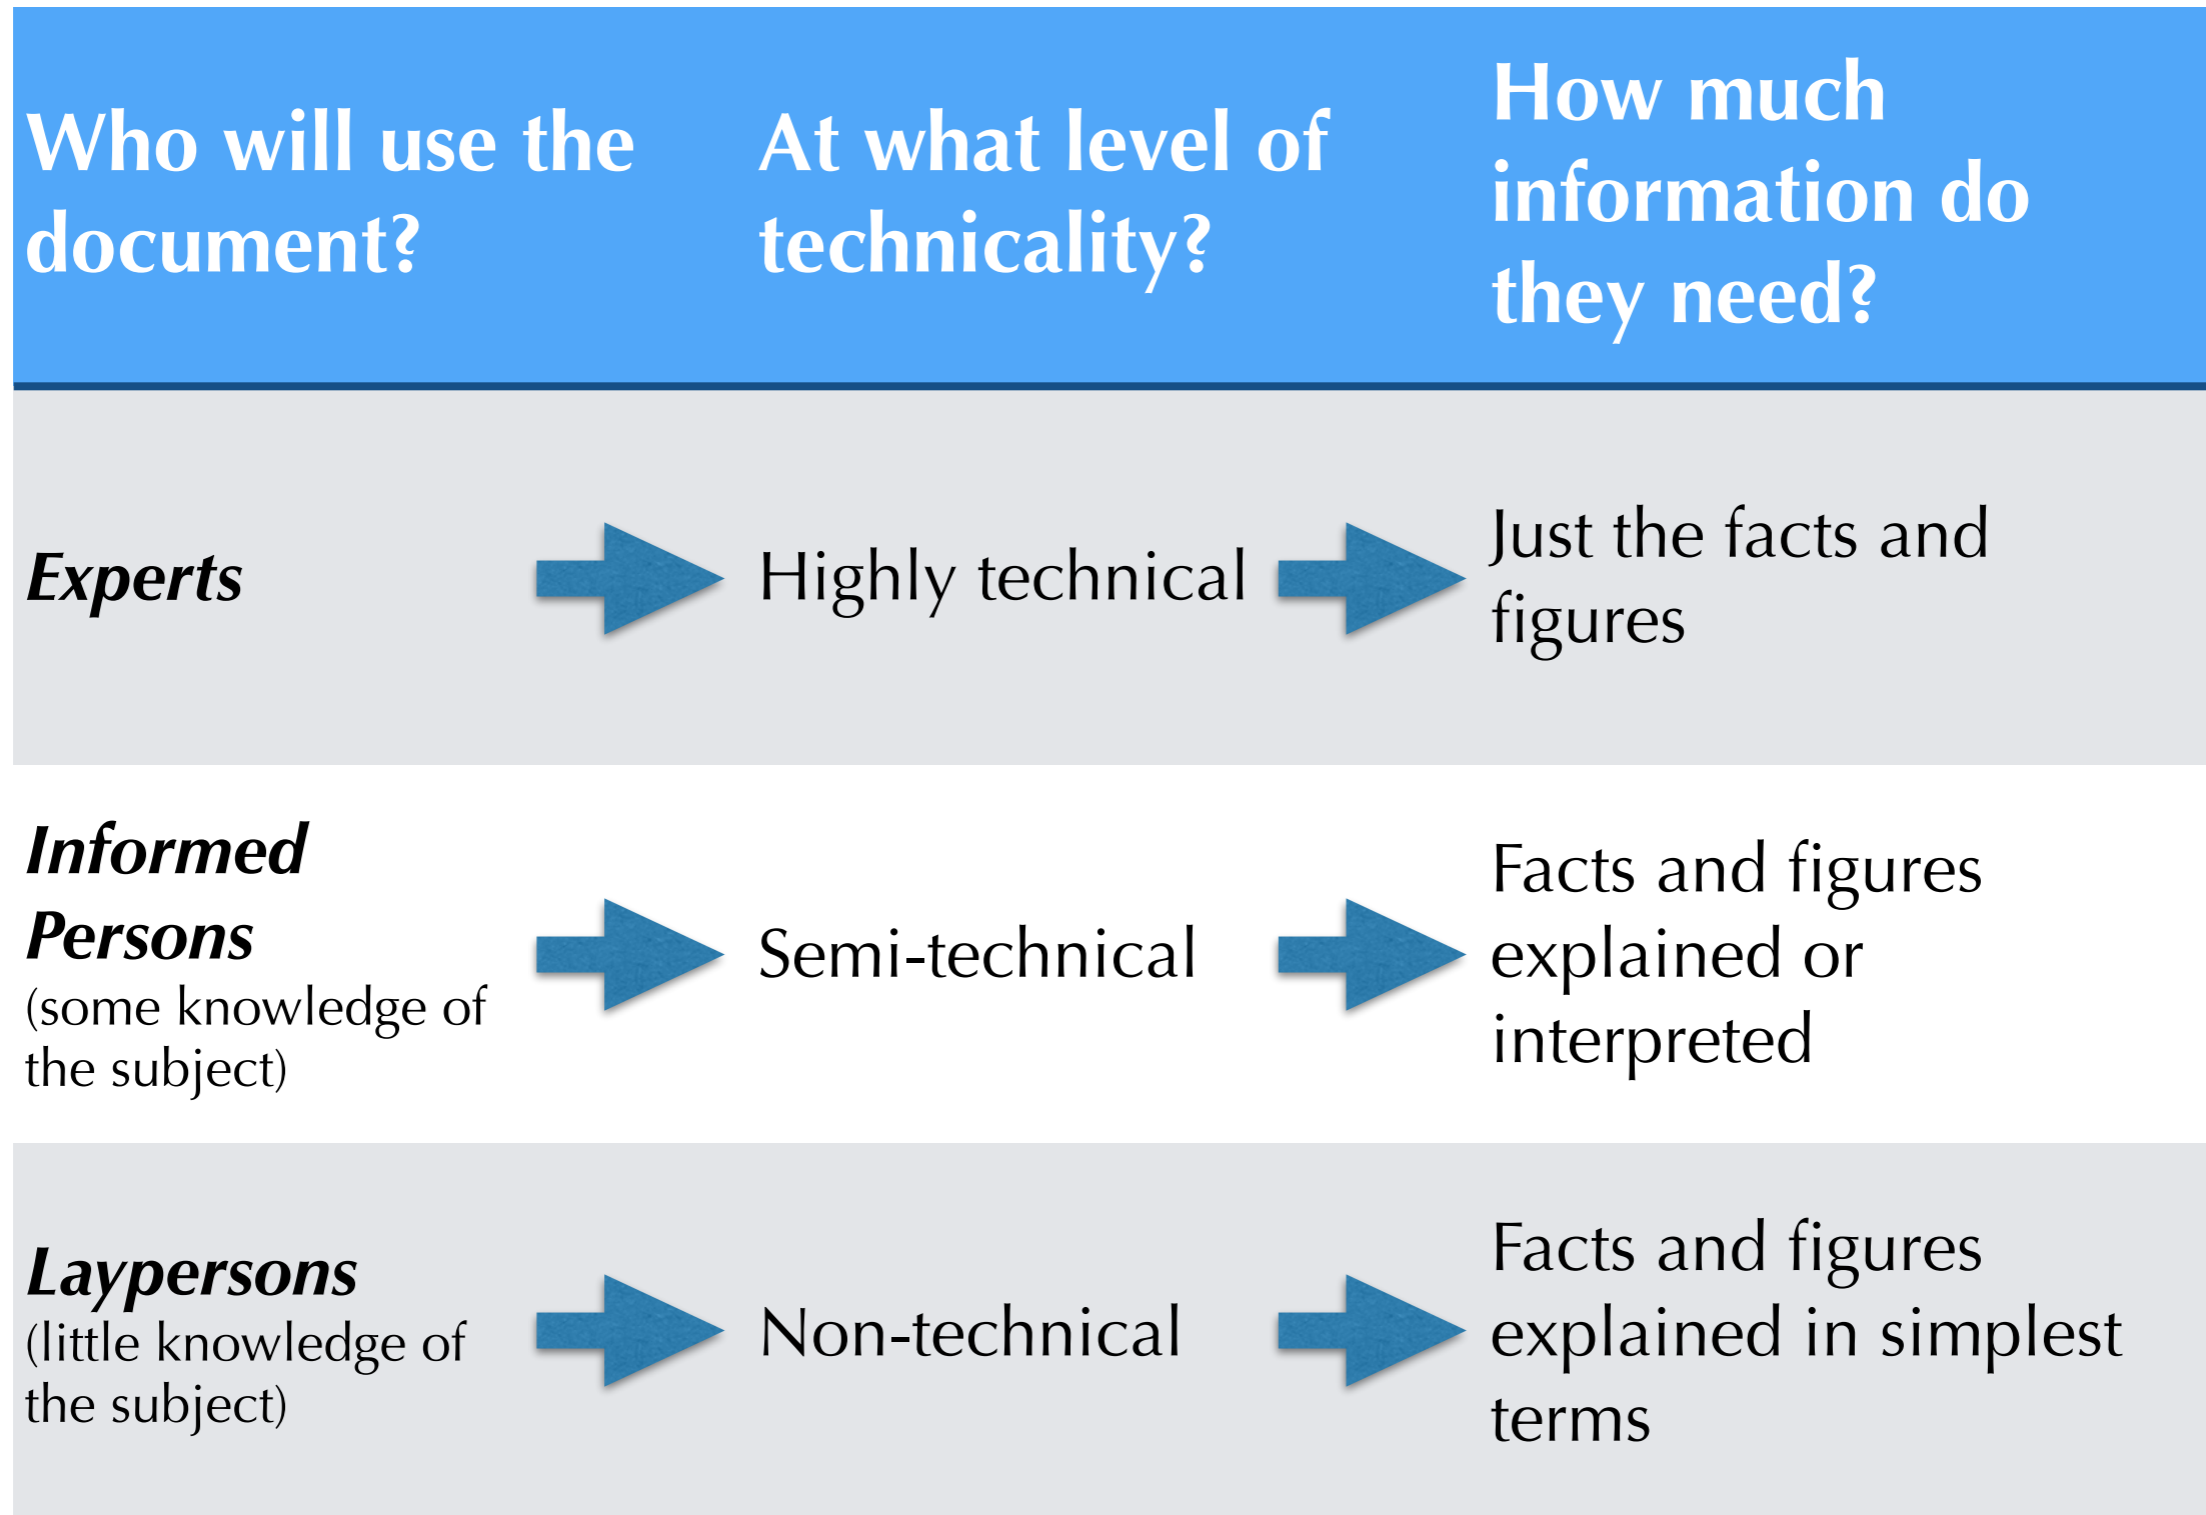 Who will use the
document?
At what level of
technicality?
How much
information do
they need?
Experts
Highly technical
Just the facts and
figures
Informed
Persons
(some knowledge of
the subject)
Semi-technical
Facts and figures
explained or
interpreted
Laypersons
(little knowledge of
the subject)
Non-technical
Facts and figures
explained in simplest
terms